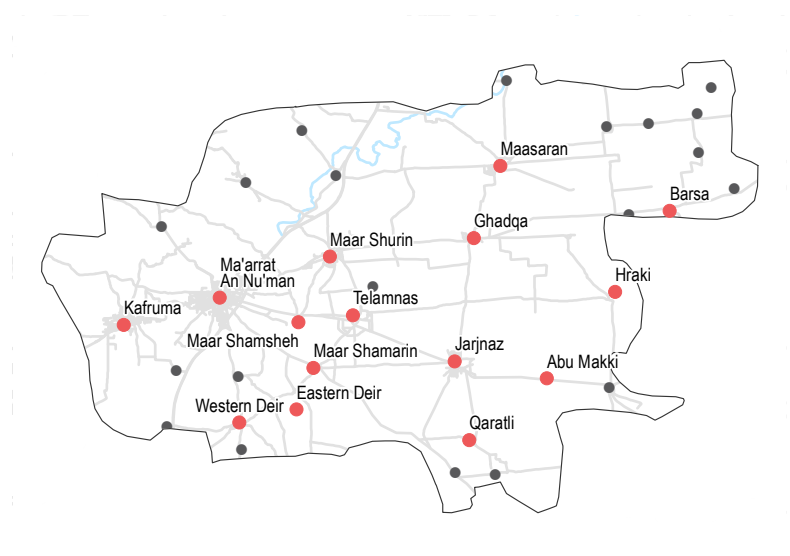 Maasaran
Barsa
Ghadqa
Maar Shurin
Ma'arrat
An Nu'man
Hraki
Telamnas
Kafruma
Maar Shamsheh
Jarjnaz
Maar Shamarin
Abu Makki
Eastern Deir
Western Deir
Qaratli